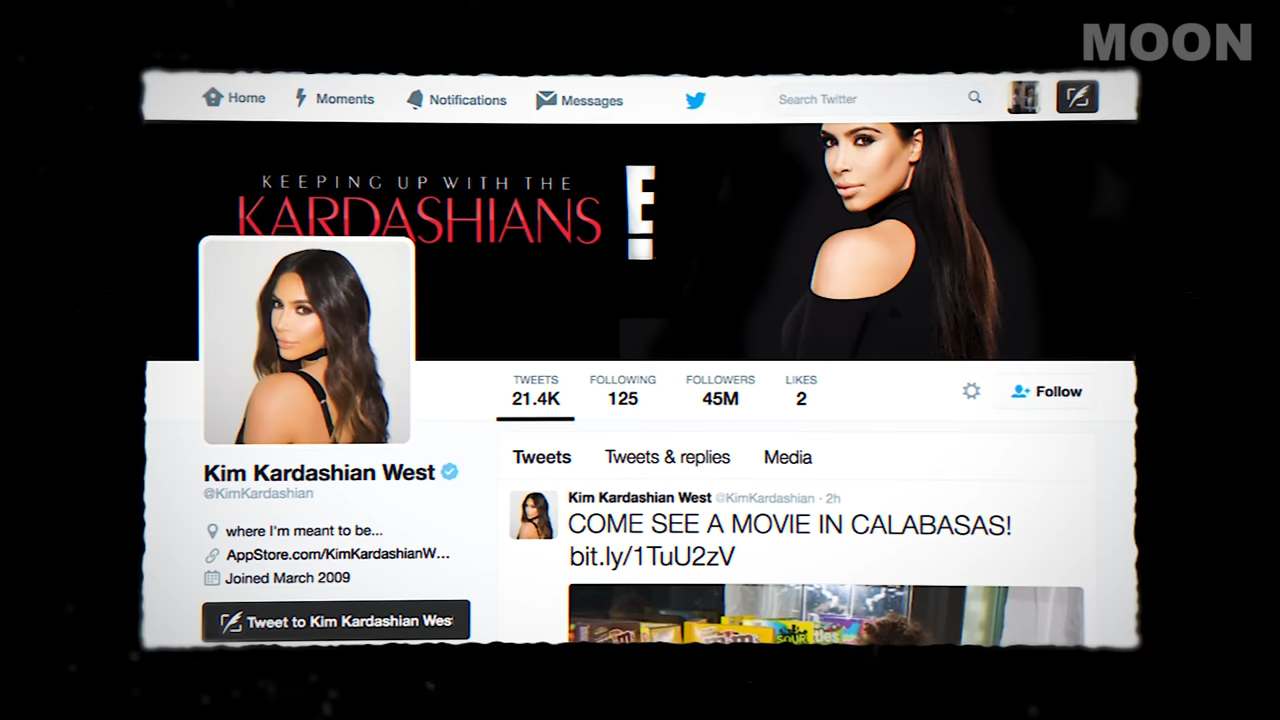 MOON
Home
Moments
Notifications
Messages
Search Twitter
KEEPING UP WITH THE
KARDASHIANS
E!
TWEETS
21.4K
FOLLOWING
125
FOLLOWERS
45M
LIKES
2
Follow
Kim Kardashian West
@KimKardashian
where I'm meant to be...
AppStore.com/KimKardashianW...
Joined March 2009
Tweet to Kim Kardashian Wes
Tweets
Tweets & replies
Media
Kim Kardashian West @KimKardashian · 2h
COME SEE A MOVIE IN CALABASAS!
bit.ly/1TuU2zV
m&m's
SOUR